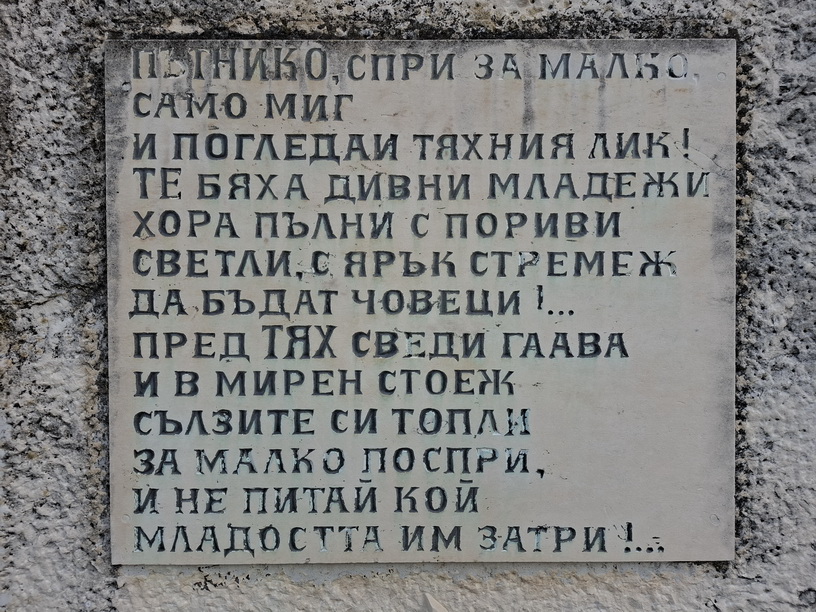 ПЪТНИКО, СПРИ ЗА МАЛКО,
САМО МИГ
И ПОГЛЕДАИ ТЯХНИЯ ЛИК!
ТЕ БЯХА ДИВНИ МЛАДЕЖИ
ХОРА ПЪЛНИ С ПОРИВИ
СВЕТЛИ, С ЯРЪК СТРЕМЕЖ
ДА БЪДАТ ЧОВЕЦИ!...
ПРЕД ТЯХ СВЕДИ ГААВА
И В МИРЕН СТОЕЖ
СЪЛЗИТЕ СИ ТОПЛИ
ЗА МАЛКО ПОСПРИ,
И НЕ ПИТАЙ КОЙ
МЛАДОСТТА ИМ ЗАТРИ!...